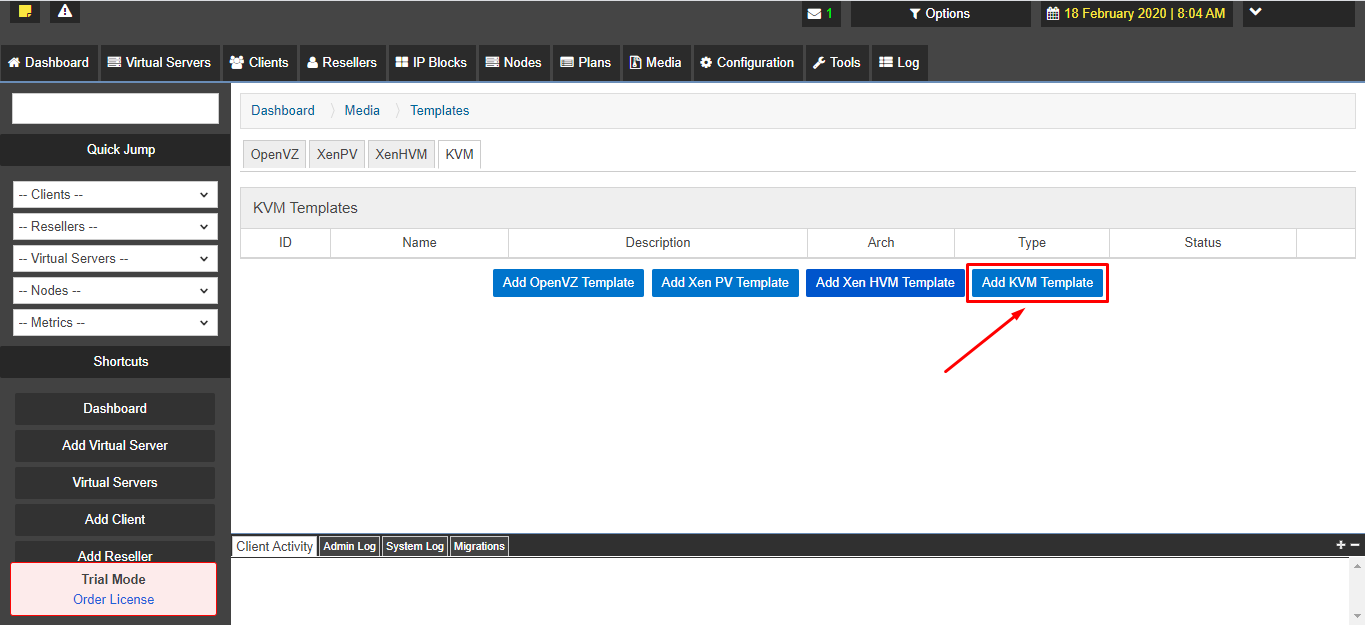 1
Options
18 February 2020 | 8:04 AM
Dashboard Virtual Servers Clients Resellers IP Blocks Nodes Plans Media Configuration Tools Log
Quick Jump
-- Clients --
-- Resellers --
-- Virtual Servers --
-- Nodes --
-- Metrics --
Shortcuts
Dashboard
Add Virtual Server
Virtual Servers
Add Client
Add Reseller
Trial Mode
Order License
Dashboard Media Templates
OpenVZ XenPV XenHVM KVM
KVM Templates
ID Name Description Arch Type Status
Add OpenVZ Template Add Xen PV Template Add Xen HVM Template Add KVM Template
Client Activity Admin Log System Log Migrations